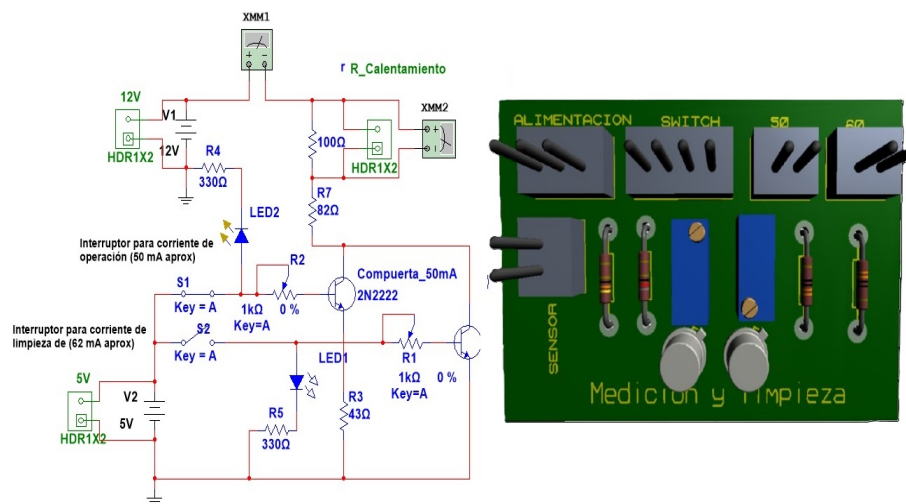 XMM1
r R_Calentamiento
12V
V1
XMM2
HDR1X2
12V
R4
330Ω
100Ω
HDR1X2
R7
82Ω
LED2
Interruptor para corriente de
operación (50 mA aprox)
R2
Compuerta_50mA
2N2222
S1
Key = A
1kΩ
0 %
Key=A
Interruptor para corriente de
limpieza de (62 mA aprox)
S2
Key = A
LED1
R1
1kΩ
0 %
Key=A
5V
V2
5V
HDR1X2
R5
330Ω
R3
43Ω
ALIMENTACION
SWITCH
50
60
SENSOR
Medicion y limpieza